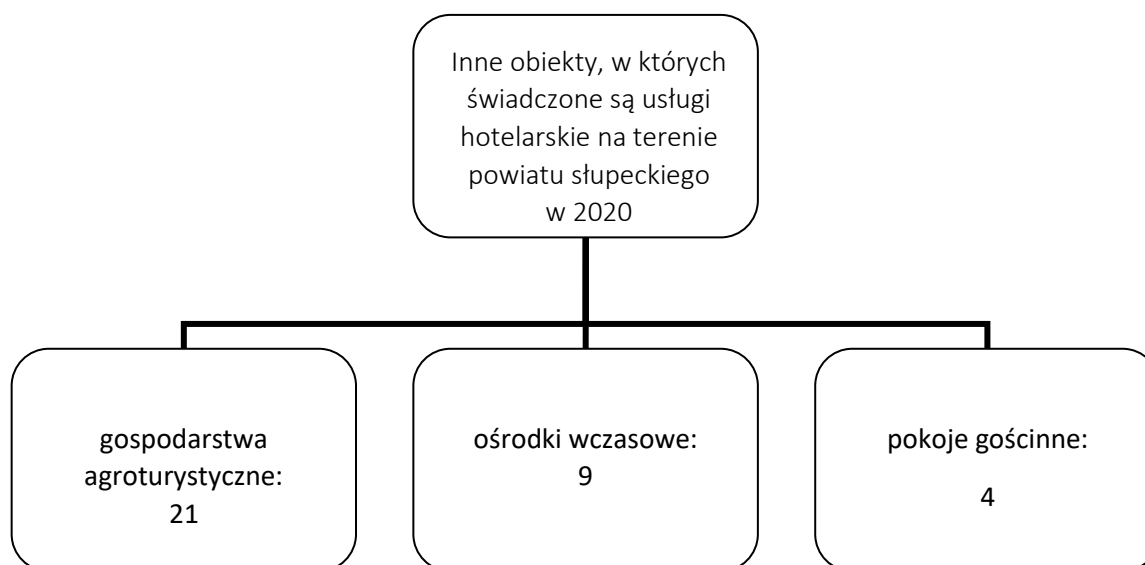 Inne obiekty, w których
świadczone są usługi
hotelarskie na terenie
powiatu słupeckiego
w 2020
gospodarstwa
agroturystyczne:
21
ośrodki wczasowe:
9
pokoje gościnne:
4